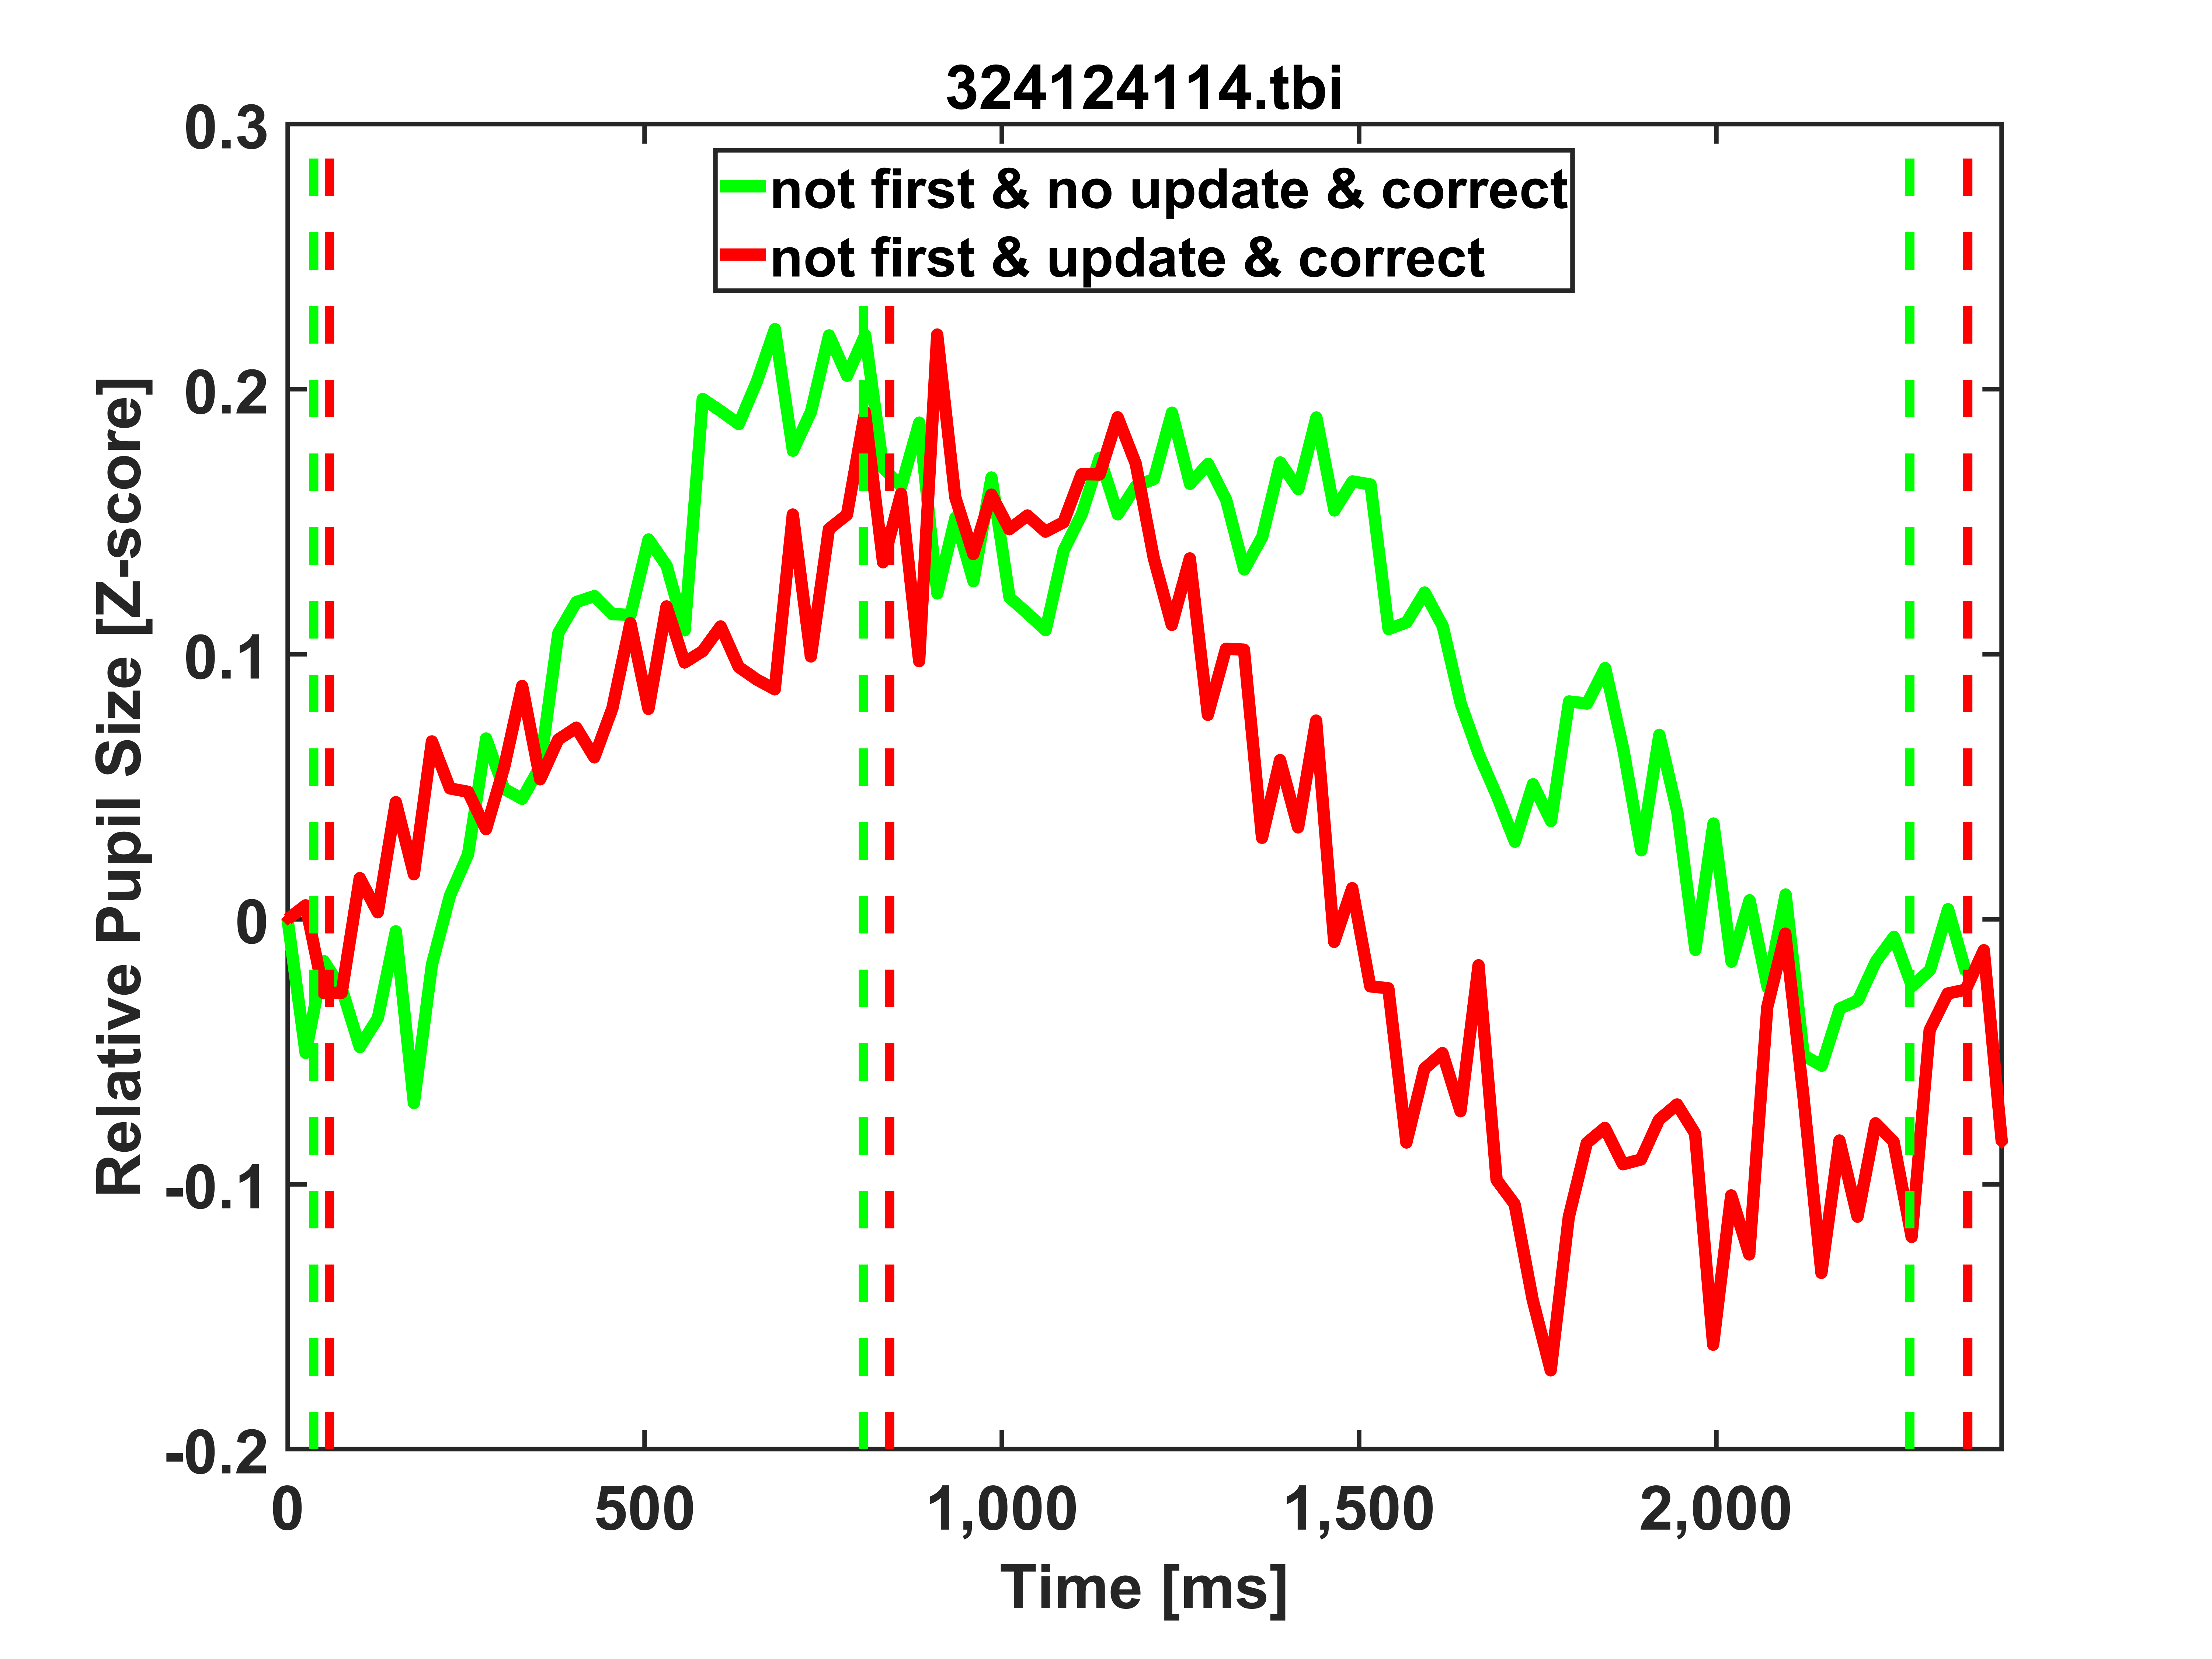 324124114.tbi
0.3
0.2
0.1
0
-0.1
-0.2
Relative Pupil Size [Z-score]
not first & no update & correct
not first & update & correct
0
500
1,000
1,500
2,000
Time [ms]